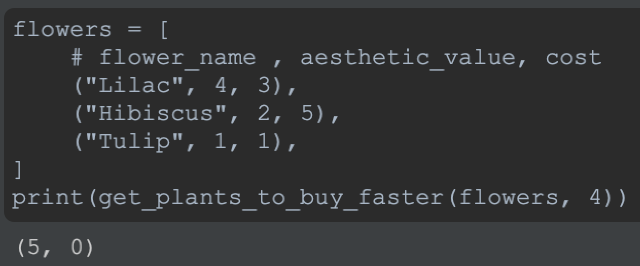 flowers = [
    # flower_name , aesthetic_value, cost
    ("Lilac", 4, 3),
    ("Hibiscus", 2, 5),
    ("Tulip", 1, 1),
]
print(get_plants_to_buy_faster(flowers, 4))
(5, 0)